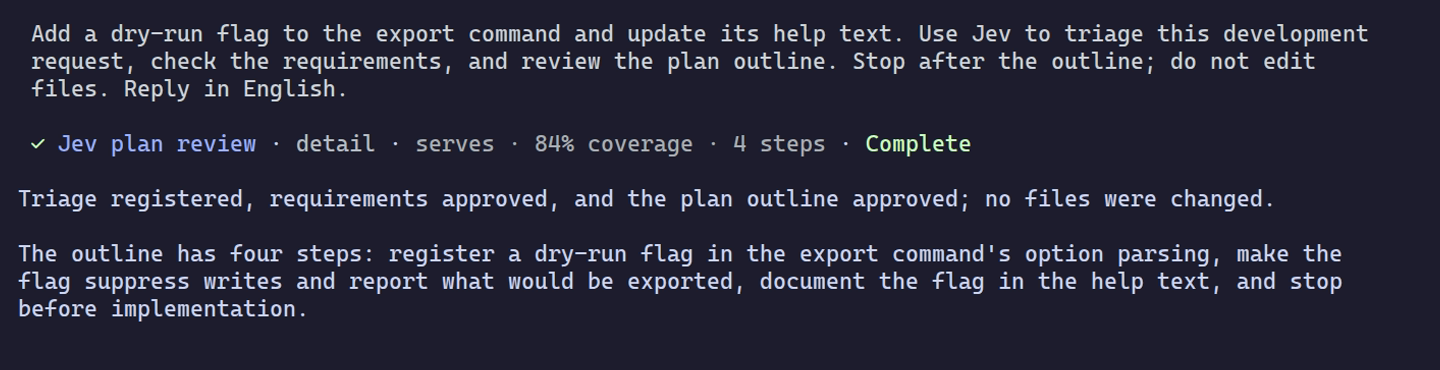 Add a dry-run flag to the export command and update its help text. Use Jev to triage this development
request, check the requirements, and review the plan outline. Stop after the outline; do not edit
files. Reply in English.
✓ Jev plan review · detail · serves · 84% coverage · 4 steps · Complete
Triage registered, requirements approved, and the plan outline approved; no files were changed.
The outline has four steps: register a dry-run flag in the export command's option parsing, make the
flag suppress writes and report what would be exported, document the flag in the help text, and stop
before implementation.